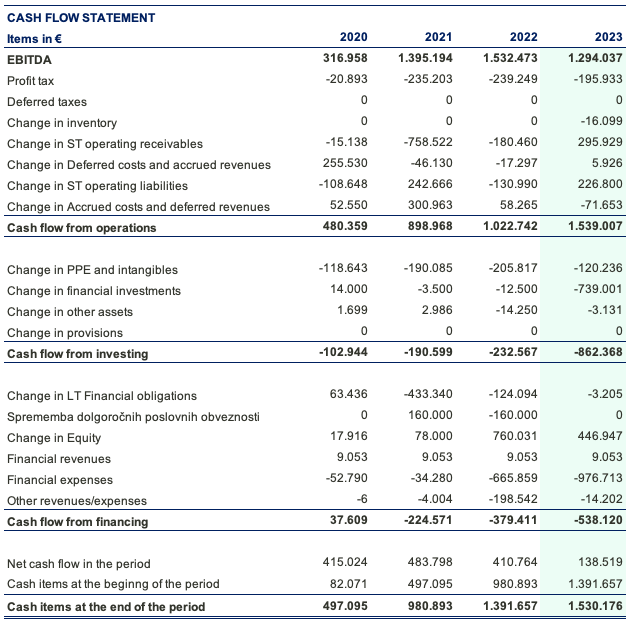 CASH FLOW STATEMENT
Items in € 2020 2021 2022 2023
EBITDA 316.958 1.395.194 1.532.473 1.294.037
Profit tax -20.893 -235.203 -239.249 -195.933
Deferred taxes 0 0 0 0
Change in inventory 0 0 0 -16.099
Change in ST operating receivables -15.138 -758.522 -180.460 295.929
Change in Deferred costs and accrued revenues 255.530 -46.130 -17.297 5.926
Change in ST operating liabilities -108.648 242.666 -130.990 226.800
Change in Accrued costs and deferred revenues 52.550 300.963 58.265 -71.653
Cash flow from operations 480.359 898.968 1.022.742 1.539.007
Change in PPE and intangibles -118.643 -190.085 -205.817 -120.236
Change in financial investments 14.000 -3.500 -12.500 -739.001
Change in other assets 1.699 2.986 -14.250 -3.131
Change in provisions 0 0 0 0
Cash flow from investing -102.944 -190.599 -232.567 -862.368
Change in LT Financial obligations 63.436 -433.340 -124.094 -3.205
Sprememba dolgoročnih poslovnih obveznosti 0 160.000 -160.000 0
Change in Equity 17.916 78.000 760.031 446.947
Financial revenues 9.053 9.053 9.053 9.053
Financial expenses -52.790 -34.280 -665.859 -976.713
Other revenues/expenses -6 -4.004 -198.542 -14.202
Cash flow from financing 37.609 -224.571 -379.411 -538.120
Net cash flow in the period 415.024 483.798 410.764 138.519
Cash items at the beginng of the period 82.071 497.095 980.893 1.391.657
Cash items at the end of the period 497.095 980.893 1.391.657 1.530.176